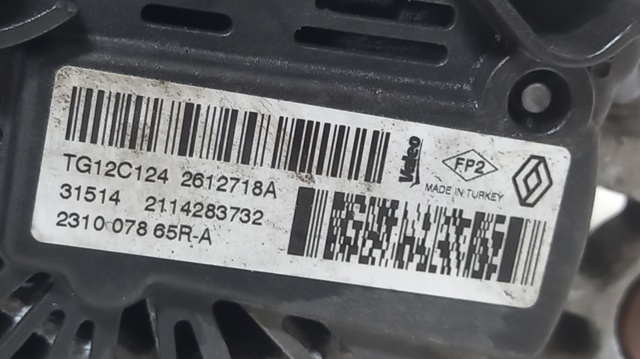 TG12C124 2612718A
31514 2114283732
2310 078 65R-A
Valeo
FP2
MADE IN TURKEY